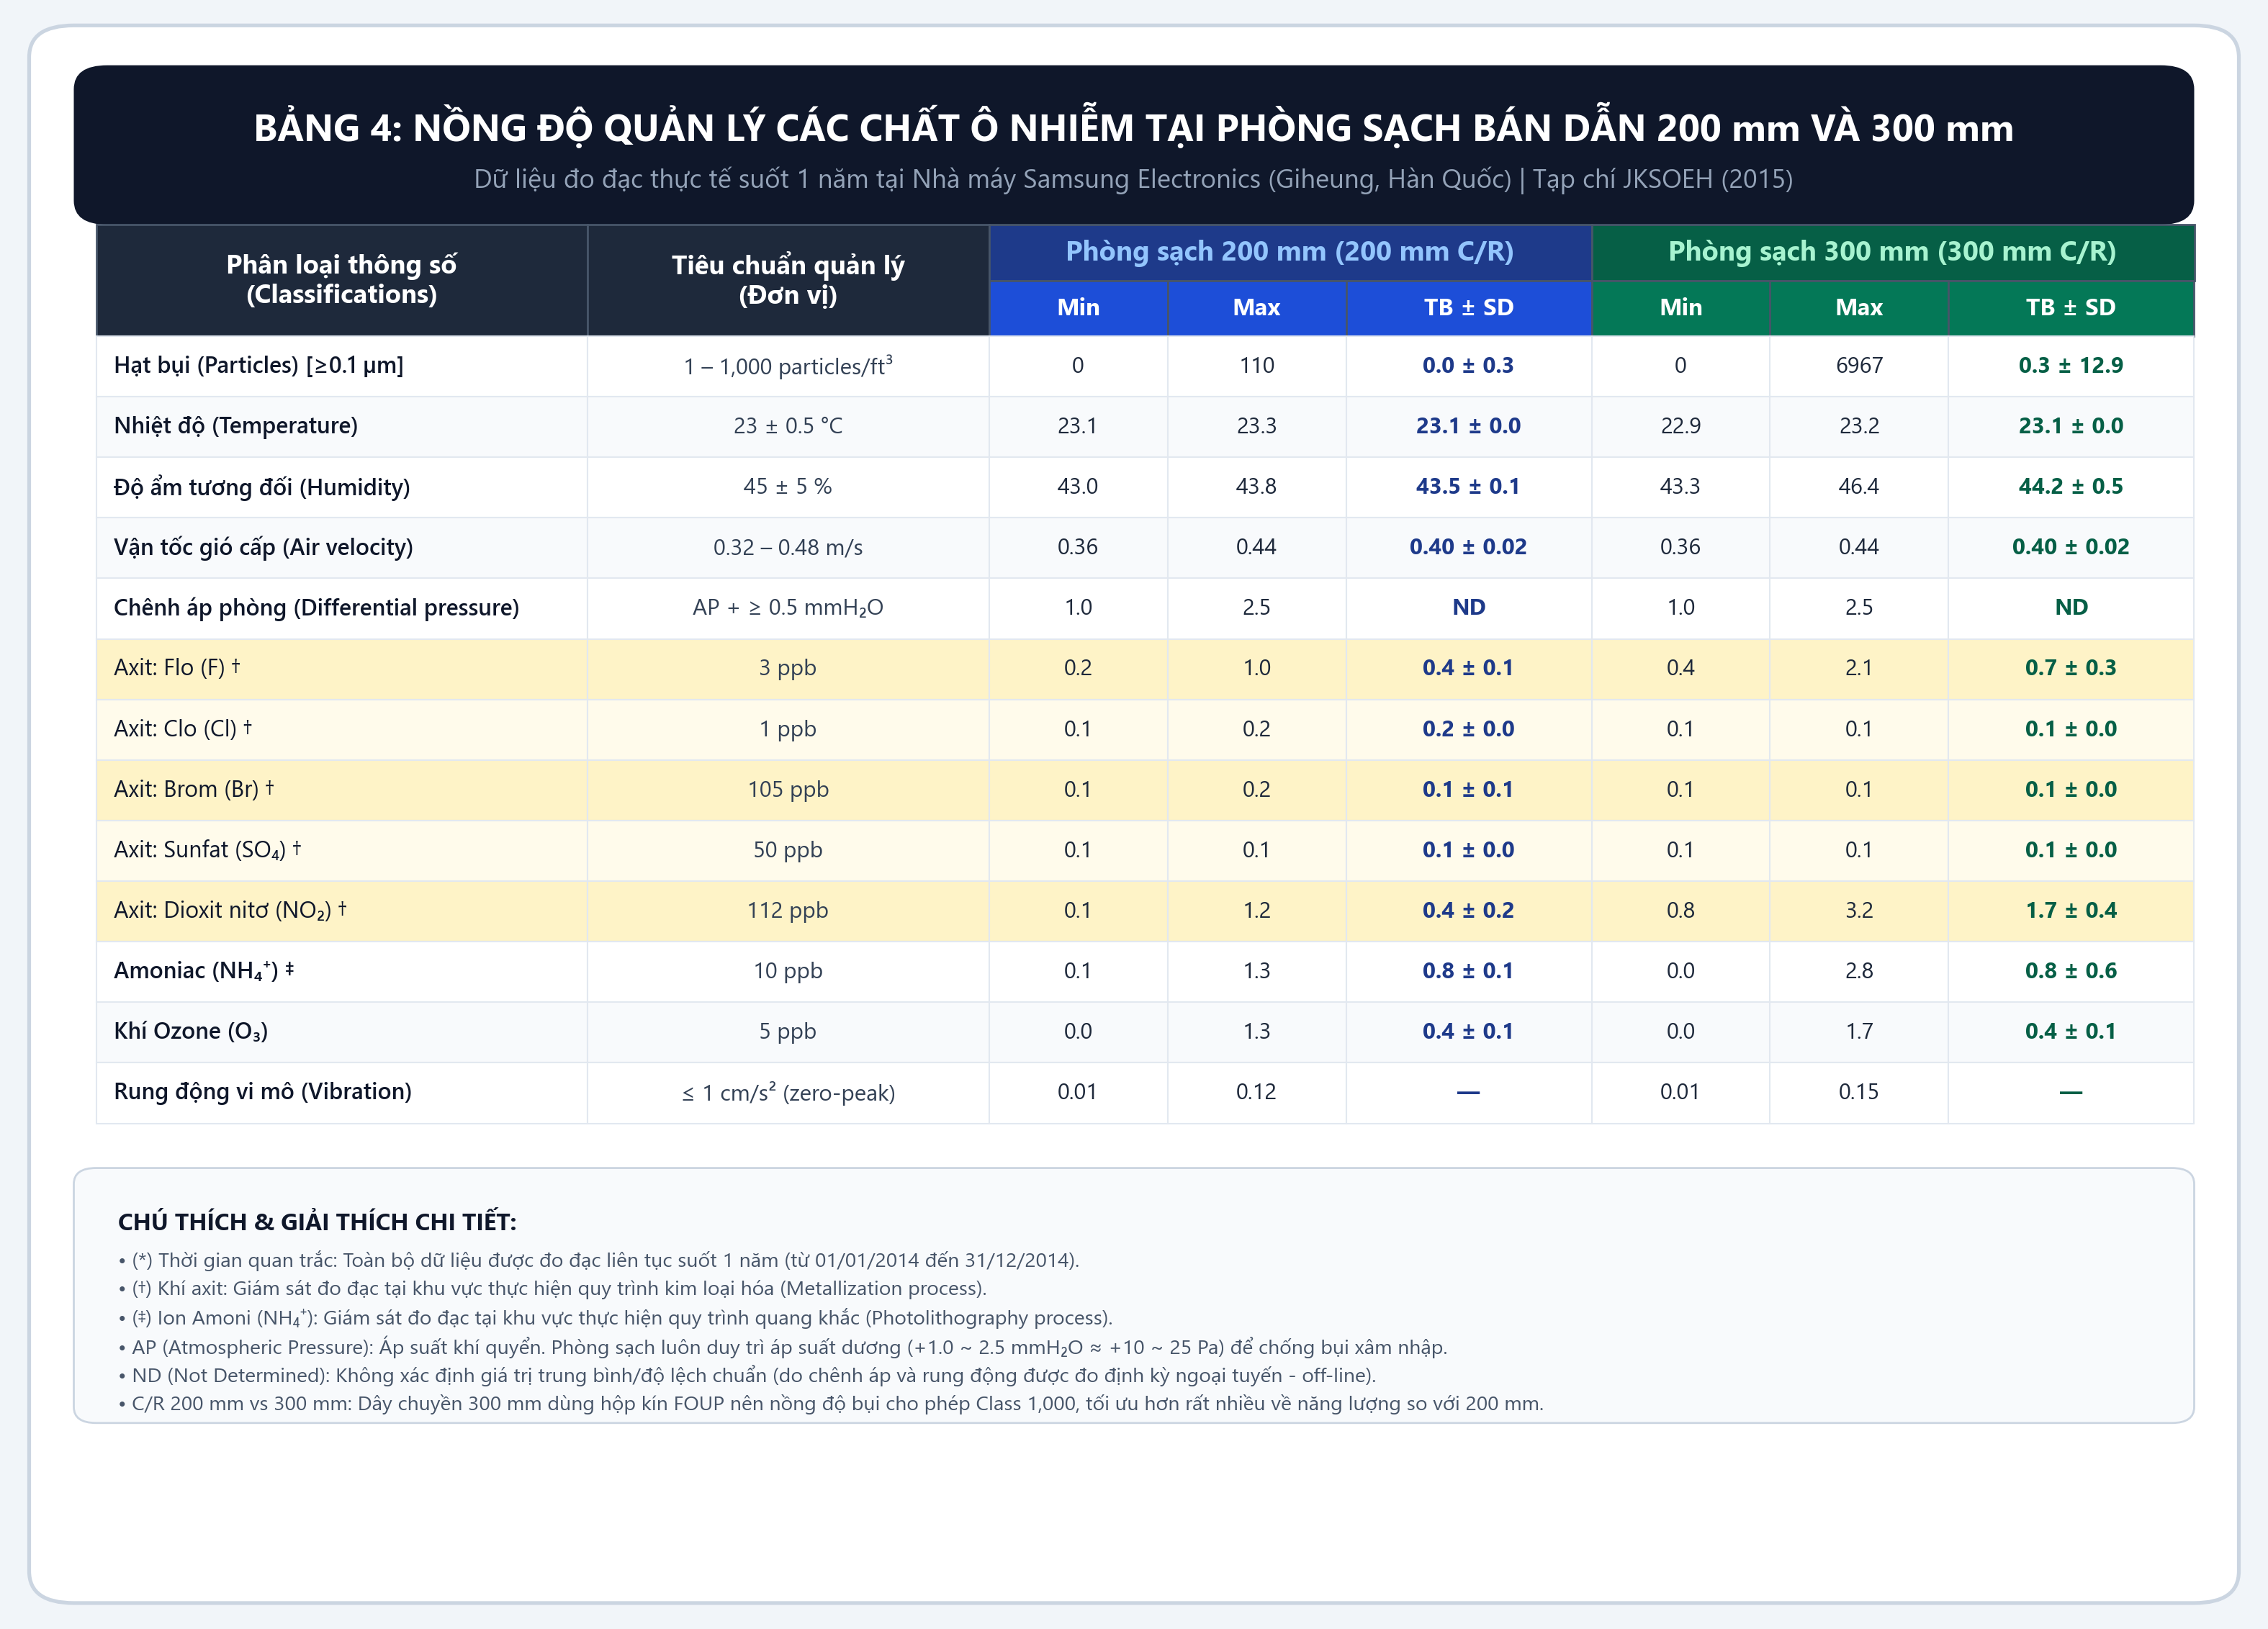 BẢNG 4: NỒNG ĐỘ QUẢN LÝ CÁC CHẤT Ô NHIỄM TẠI PHÒNG SẠCH BÁN DẪN 200 mm VÀ 300 mm
Dữ liệu đo đạc thực tế suốt 1 năm tại Nhà máy Samsung Electronics (Giheung, Hàn Quốc) | Tạp chí JKSOEH (2015)
Phân loại thông số (Classifications) Tiêu chuẩn quản lý (Đơn vị) Phòng sạch 200 mm (200 mm C/R) Phòng sạch 300 mm (300 mm C/R)
Min Max TB ± SD Min Max TB ± SD
Hạt bụi (Particles) [≥0.1 µm] 1 – 1,000 particles/ft³ 0 110 0.0 ± 0.3 0 6967 0.3 ± 12.9
Nhiệt độ (Temperature) 23 ± 0.5 °C 23.1 23.3 23.1 ± 0.0 22.9 23.2 23.1 ± 0.0
Độ ẩm tương đối (Humidity) 45 ± 5 % 43.0 43.8 43.5 ± 0.1 43.3 46.4 44.2 ± 0.5
Vận tốc gió cấp (Air velocity) 0.32 – 0.48 m/s 0.36 0.44 0.40 ± 0.02 0.36 0.44 0.40 ± 0.02
Chênh áp phòng (Differential pressure) AP + ≥ 0.5 mmH₂O 1.0 2.5 ND 1.0 2.5 ND
Axit: Flo (F) † 3 ppb 0.2 1.0 0.4 ± 0.1 0.4 2.1 0.7 ± 0.3
Axit: Clo (Cl) † 1 ppb 0.1 0.2 0.2 ± 0.0 0.1 0.1 0.1 ± 0.0
Axit: Brom (Br) † 105 ppb 0.1 0.2 0.1 ± 0.1 0.1 0.1 0.1 ± 0.0
Axit: Sunfat (SO₄) † 50 ppb 0.1 0.1 0.1 ± 0.0 0.1 0.1 0.1 ± 0.0
Axit: Dioxit nitơ (NO₂) † 112 ppb 0.1 1.2 0.4 ± 0.2 0.8 3.2 1.7 ± 0.4
Amoniac (NH₄⁺) ‡ 10 ppb 0.1 1.3 0.8 ± 0.1 0.0 2.8 0.8 ± 0.6
Khí Ozone (O₃) 5 ppb 0.0 1.3 0.4 ± 0.1 0.0 1.7 0.4 ± 0.1
Rung động vi mô (Vibration) ≤ 1 cm/s² (zero-peak) 0.01 0.12 — 0.01 0.15 —
CHÚ THÍCH & GIẢI THÍCH CHI TIẾT:
• (*) Thời gian quan trắc: Toàn bộ dữ liệu được đo đạc liên tục suốt 1 năm (từ 01/01/2014 đến 31/12/2014).
• (†) Khí axit: Giám sát đo đạc tại khu vực thực hiện quy trình kim loại hóa (Metallization process).
• (‡) Ion Amoni (NH₄⁺): Giám sát đo đạc tại khu vực thực hiện quy trình quang khắc (Photolithography process).
• AP (Atmospheric Pressure): Áp suất khí quyển. Phòng sạch luôn duy trì áp suất dương (+1.0 ~ 2.5 mmH₂O ≈ +10 ~ 25 Pa) để chống bụi xâm nhập.
• ND (Not Determined): Không xác định giá trị trung bình/độ lệch chuẩn (do chênh áp và rung động được đo định kỳ ngoại tuyến - off-line).
• C/R 200 mm vs 300 mm: Dây chuyền 300 mm dùng hộp kín FOUP nên nồng độ bụi cho phép Class 1,000, tối ưu hơn rất nhiều về năng lượng so với 200 mm.